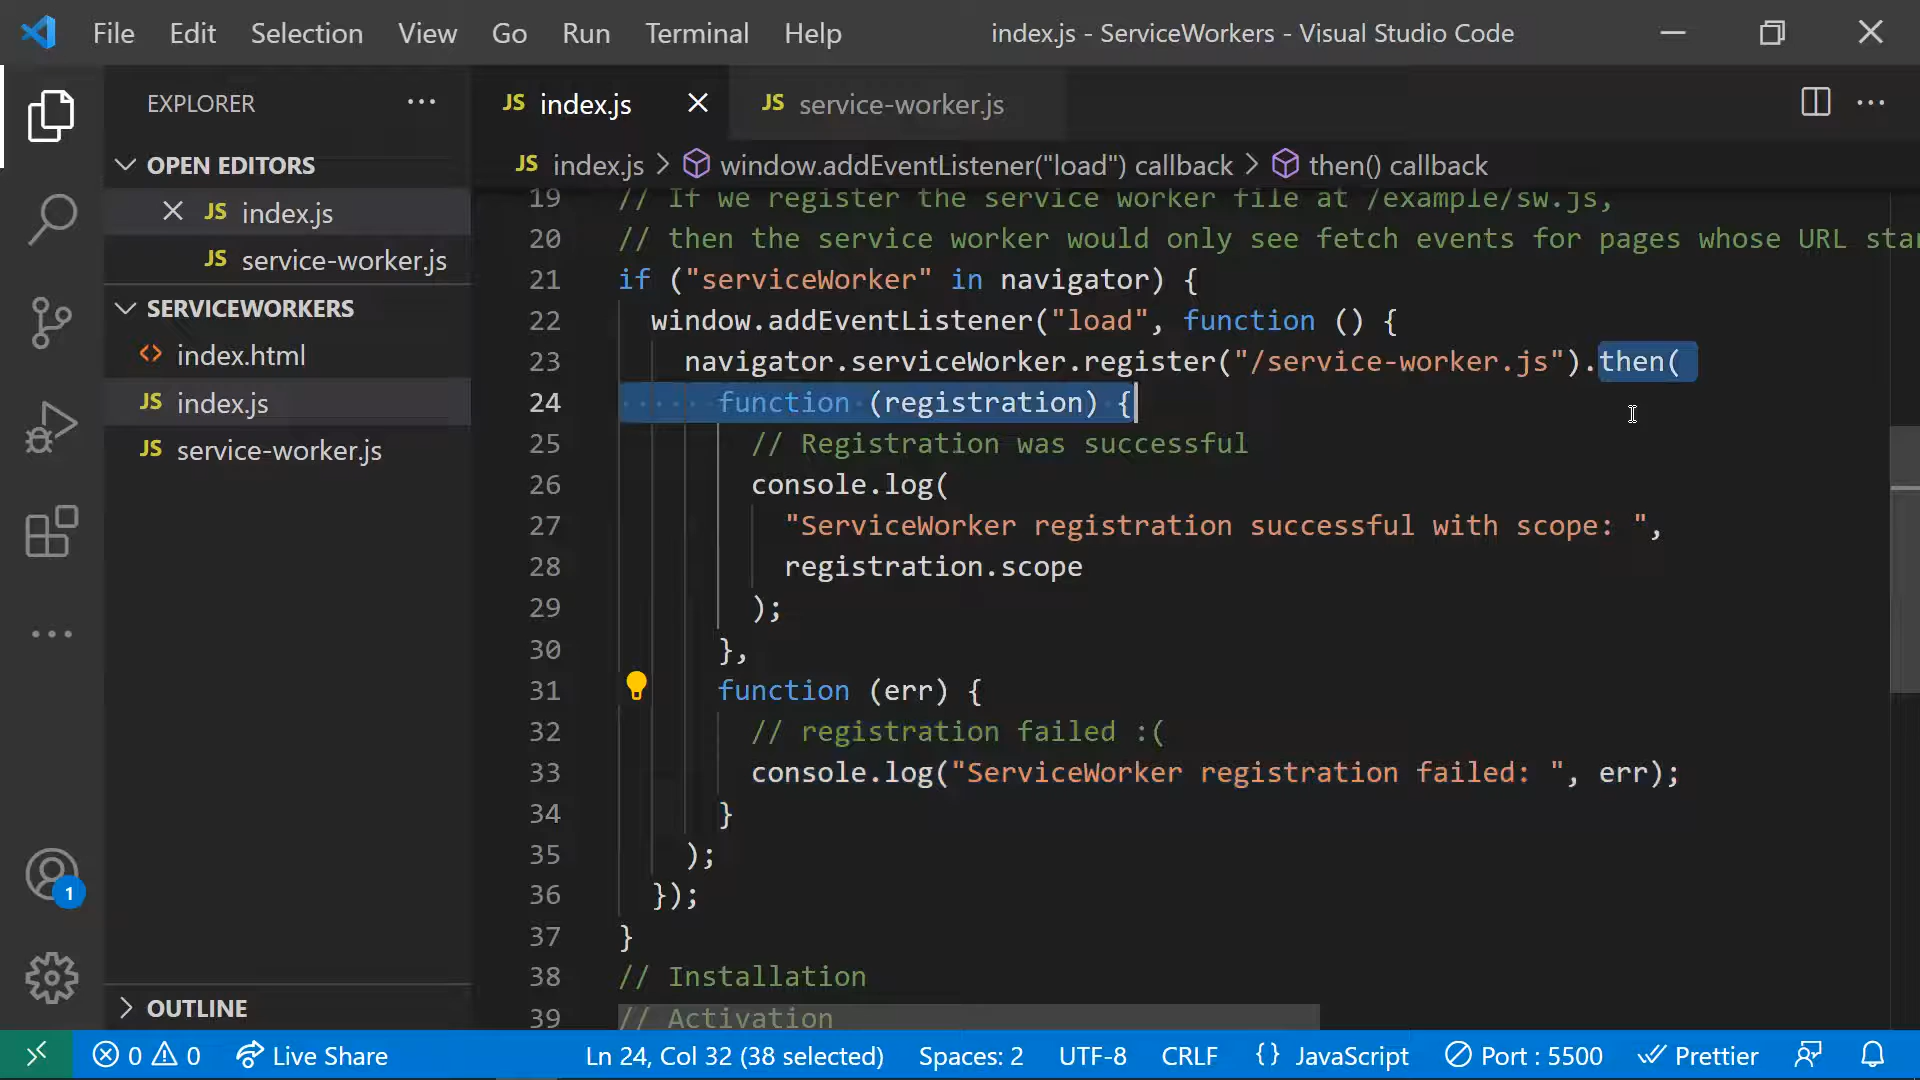 File Edit Selection View Go Run Terminal Help index.js - ServiceWorkers - Visual Studio Code
EXPLORER
OPEN EDITORS
JS index.js
JS service-worker.js
SERVICEWORKERS
index.html
JS index.js
JS service-worker.js
OUTLINE
1
JS index.js
JS service-worker.js
JS index.js > window.addEventListener("load") callback > then() callback
19 // If we register the service worker file at /example/sw.js,
20 // then the service worker would only see fetch events for pages whose URL
21 if ("serviceWorker" in navigator) {
22 window.addEventListener("load", function () {
23 navigator.serviceWorker.register("/service-worker.js").then(
24 function (registration) {
25 // Registration was successful
26 console.log(
27 "ServiceWorker registration successful with scope: ",
28 registration.scope
29 );
30 },
31 function (err) {
32 // registration failed :(
33 console.log("ServiceWorker registration failed: ", err);
34 }
35 );
36 });
37 }
38 // Installation
39 // Activation
0 0 Live Share Ln 24, Col 32 (38 selected) Spaces: 2 UTF-8 CRLF {} JavaScript Port : 5500 Prettier